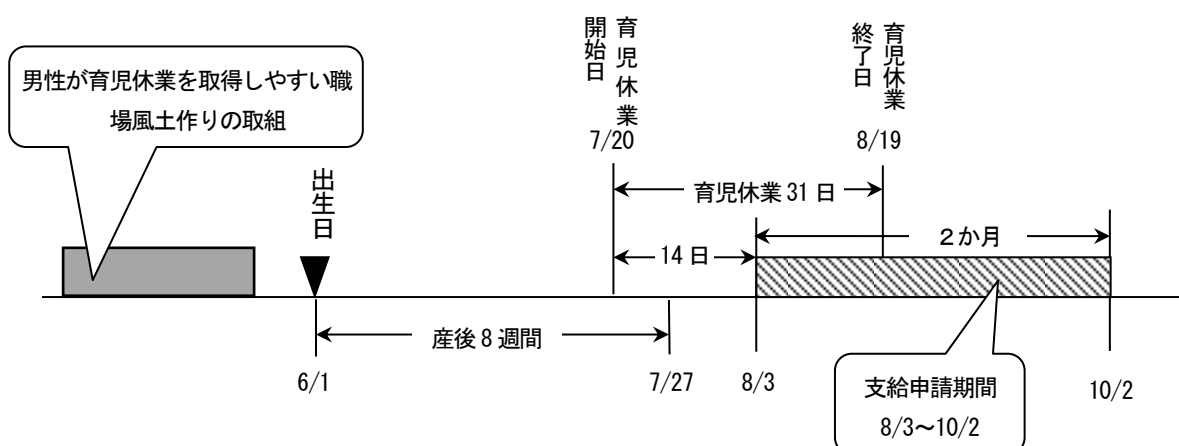 男性が育児休業を取得しやすい職
場風土作りの取組
出生日
育児休業
開始日
7/20
育児休業
終了日
8/19
育児休業 31 日
14 日
２か月
産後８週間
6/1
7/27
8/3
10/2
支給申請期間
8/3～10/2